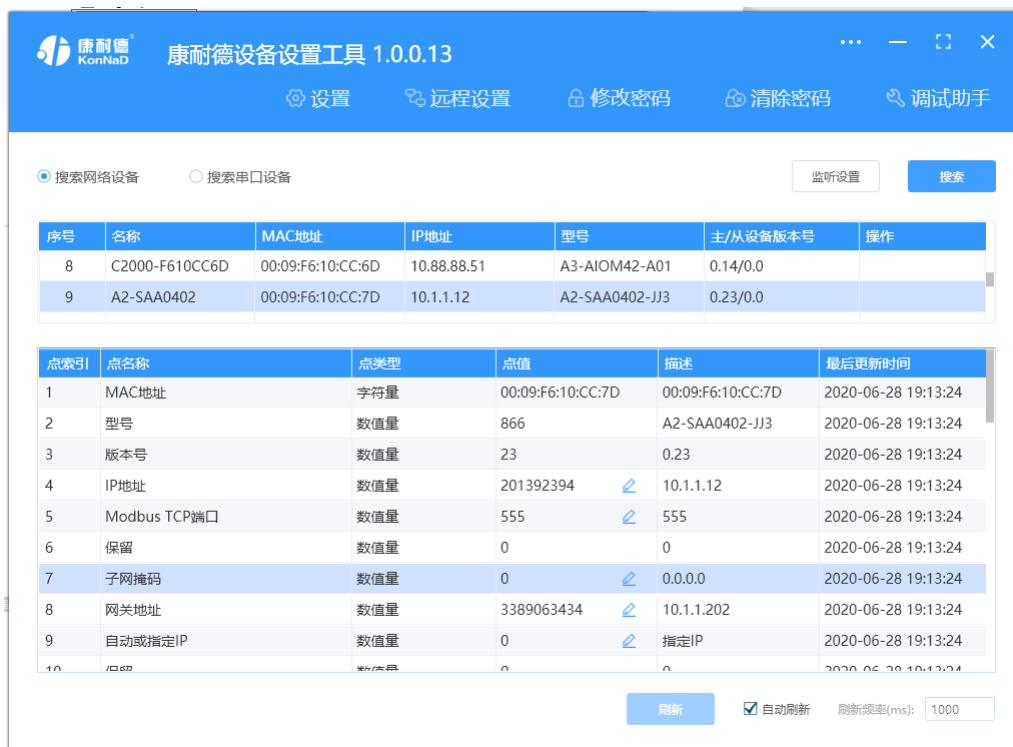 康耐德®
KonNaD
康耐德设备设置工具 1.0.0.13
设置 远程设置 修改密码 清除密码 调试助手
搜索网络设备 搜索串口设备 监听设置 搜索
序号 名称 MAC地址 IP地址 型号 主/从设备版本号 操作
8 C2000-F610CC6D 00:09:F6:10:CC:6D 10.88.88.51 A3-AIOM42-A01 0.14/0.0
9 A2-SAA0402 00:09:F6:10:CC:7D 10.1.1.12 A2-SAA0402-JJ3 0.23/0.0
点索引 点名称 点类型 点值 描述 最后更新时间
1 MAC地址 字符量 00:09:F6:10:CC:7D 00:09:F6:10:CC:7D 2020-06-28 19:13:24
2 型号 数值量 866 A2-SAA0402-JJ3 2020-06-28 19:13:24
3 版本号 数值量 23 0.23 2020-06-28 19:13:24
4 IP地址 数值量 201392394 10.1.1.12 2020-06-28 19:13:24
5 Modbus TCP端口 数值量 555 555 2020-06-28 19:13:24
6 保留 数值量 0 0 2020-06-28 19:13:24
7 子网掩码 数值量 0 0.0.0.0 2020-06-28 19:13:24
8 网关地址 数值量 3389063434 10.1.1.202 2020-06-28 19:13:24
9 自动或指定IP 数值量 0 指定IP 2020-06-28 19:13:24
10 保留 数值量 0 0 2020-06-28 19:13:24
刷新 自动刷新 刷新频率(ms): 1000